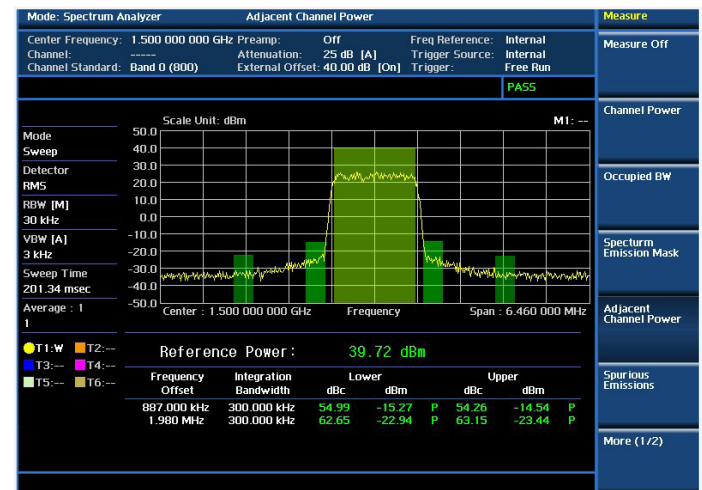 Mode: Spectrum Analyzer Adjacent Channel Power Measure
Center Frequency: 1.500 000 000 GHz Preamp: Off Freq Reference: Internal
Channel: ----- Attenuation: 25 dB [A] Trigger Source: Internal
Channel Standard: Band 0 (800) External Offset: 40.00 dB [On] Trigger: Free Run
Measure Off
PASS
Channel Power
Scale Unit: dBm M1: --
Mode
Sweep
Detector
RMS
RBW [M]
30 kHz
VBW [A]
3 kHz
Sweep Time
201.34 msec
Average : 1
1
50.0
40.0
30.0
20.0
10.0
0.0
-10.0
-20.0
-30.0
-40.0
-50.0
Center : 1.500 000 000 GHz Frequency Span : 6.460 000 MHz
Occupied BW
Specturm
Emission Mask
Adjacent
Channel Power
T1:W T2:--
T3:-- T4:--
T5:-- T6:--
Reference Power: 39.72 dBm
Frequency Integration Lower Upper
Offset Bandwidth dBc dBm dBc dBm
887.000 kHz 300.000 kHz 54.99 -15.27 P 54.26 -14.54 P
1.980 MHz 300.000 kHz 62.65 -22.94 P 63.15 -23.44 P
Spurious
Emissions
More (1/2)